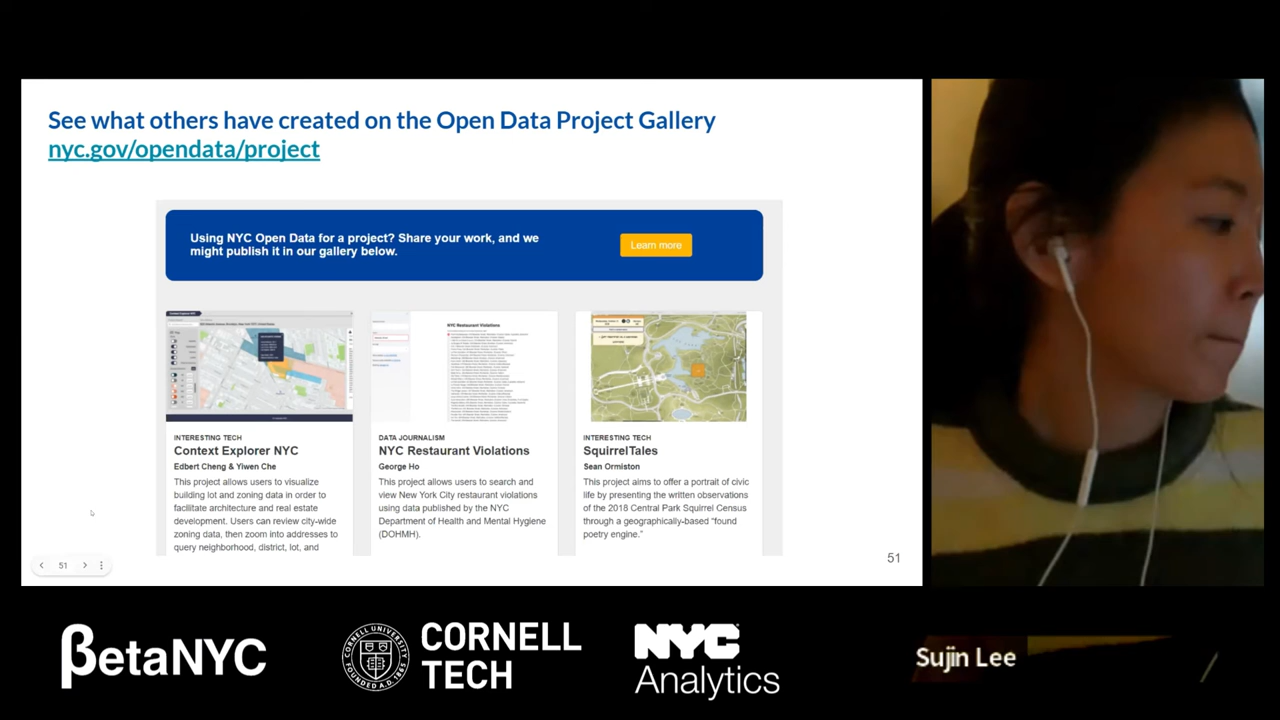 See what others have created on the Open Data Project Gallery
nyc.gov/opendata/project
Using NYC Open Data for a project? Share your work, and we
might publish it in our gallery below.
Learn more
Context Explorer NYC
NYC Restaurant Violations
INTERESTING TECH
Context Explorer NYC
Edbert Cheng & Yiwen Che
This project allows users to visualize
building lot and zoning data in order to
facilitate architecture and real estate
development. Users can review city-wide
zoning data, then zoom into addresses to
query neighborhood, district, lot, and
DATA JOURNALISM
NYC Restaurant Violations
George Ho
This project allows users to search and
view New York City restaurant violations
using data published by the NYC
Department of Health and Mental Hygiene
(DOHMH).
INTERESTING TECH
SquirrelTales
Sean Ormiston
This project aims to offer a portrait of civic
life by presenting the written observations
of the 2018 Central Park Squirrel Census
through a geographically-based “found
poetry engine.”
51
51
βetaNYC
CORNELL UNIVERSITY
FOUNDED A.D. 1865
CORNELL
TECH
NYC
Analytics
Sujin Lee